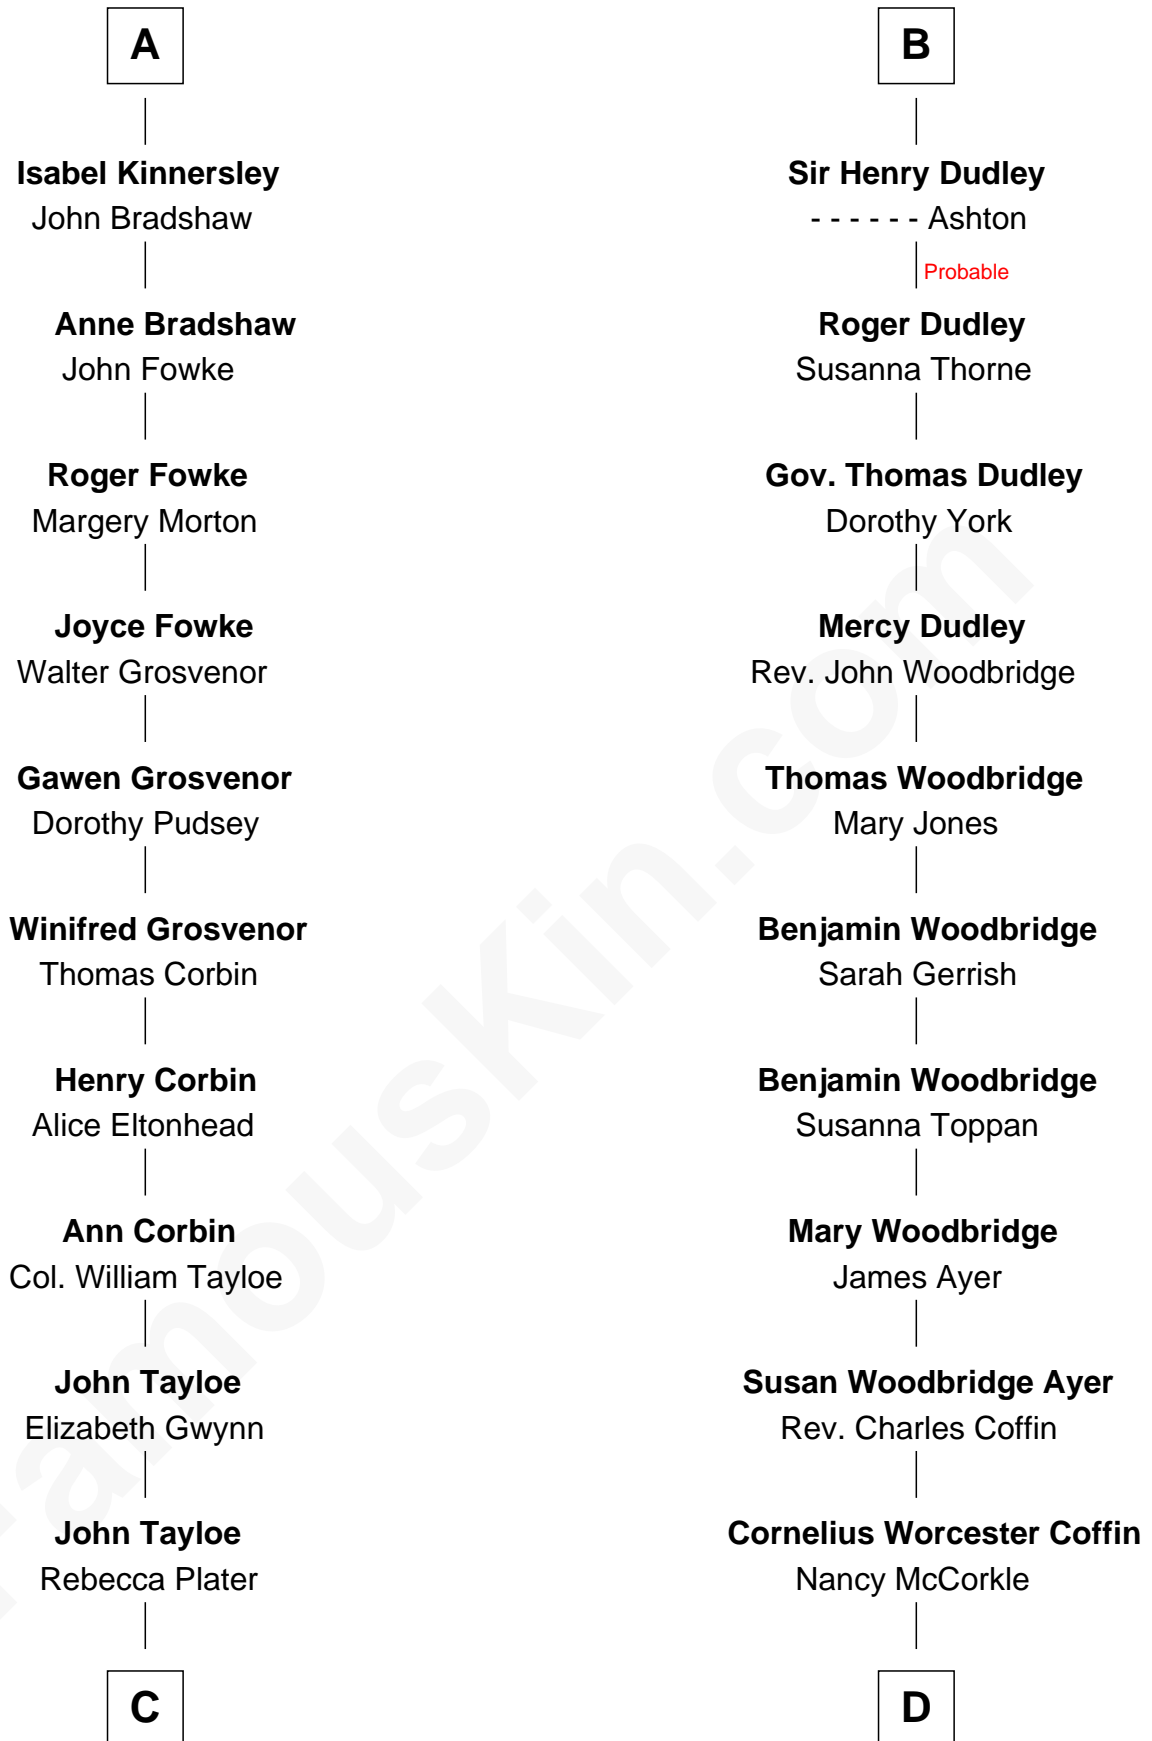 A
Isabel Kinnersley
John Bradshaw
Anne Bradshaw
John Fowke
Roger Fowke
Margery Morton
Joyce Fowke
Walter Grosvenor
Gawen Grosvenor
Dorothy Pudsey
Winifred Grosvenor
Thomas Corbin
Henry Corbin
Alice Eltonhead
Ann Corbin
Col. William Tayloe
John Tayloe
Elizabeth Gwynn
John Tayloe
Rebecca Plater
C
B
Sir Henry Dudley
- - - - - - Ashton
Probable
Roger Dudley
Susanna Thorne
Gov. Thomas Dudley
Dorothy York
Mercy Dudley
Rev. John Woodbridge
Thomas Woodbridge
Mary Jones
Benjamin Woodbridge
Sarah Gerrish
Benjamin Woodbridge
Susanna Toppan
Mary Woodbridge
James Ayer
Susan Woodbridge Ayer
Rev. Charles Coffin
Cornelius Worcester Coffin
Nancy McCorkle
D
FamousKin.com